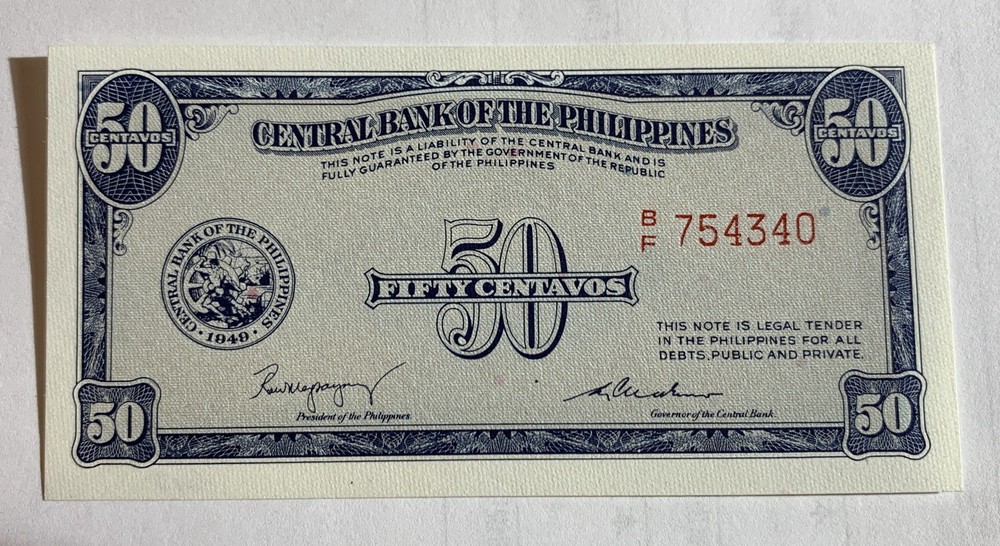 50 CENTAVOS
50 CENTAVOS
CENTRAL BANK OF THE PHILIPPINES
THIS NOTE IS A LIABILITY OF THE CENTRAL BANK AND IS
FULLY GUARANTEED BY THE GOVERNMENT OF THE REPUBLIC
OF THE PHILIPPINES
B/F 754340
CENTRAL BANK OF THE PHILIPPINES
· 1949 ·
50
FIFTY CENTAVOS
THIS NOTE IS LEGAL TENDER
IN THE PHILIPPINES FOR ALL
DEBTS, PUBLIC AND PRIVATE.
President of the Philippines.
Governor of the Central Bank.
50
50